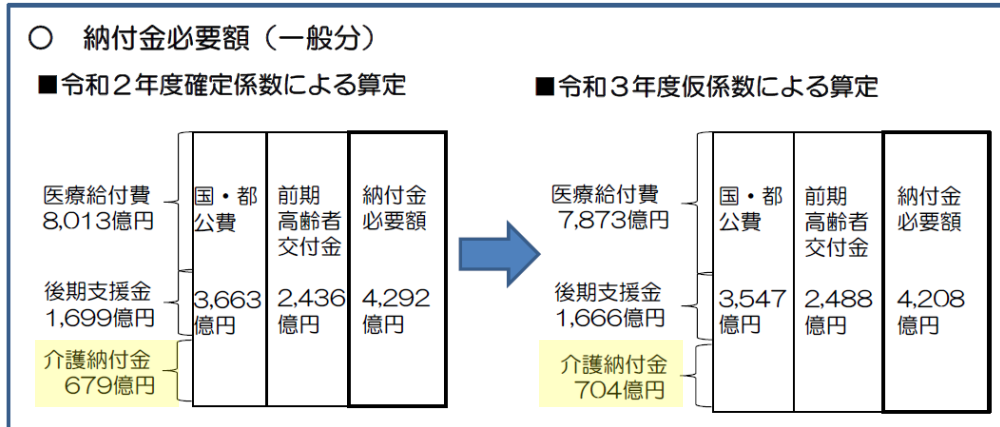 ○　納付金必要額（一般分）
■令和２年度確定係数による算定
医療給付費
8,013億円
後期支援金
1,699億円
介護納付金
679億円
国・都
公費
3,663
億円
前期
高齢者
交付金
2,436
億円
納付金
必要額
4,292
億円
■令和３年度仮係数による算定
医療給付費
7,873億円
後期支援金
1,666億円
介護納付金
704億円
国・都
公費
3,547
億円
前期
高齢者
交付金
2,488
億円
納付金
必要額
4,208
億円